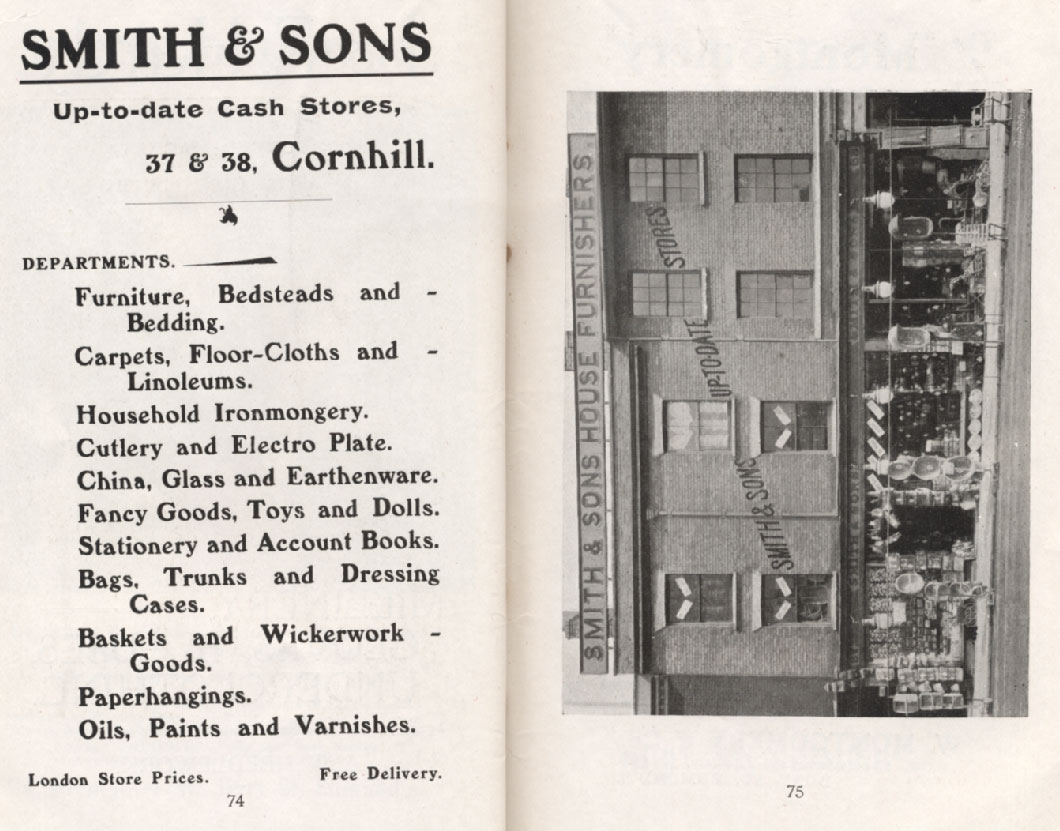 SMITH & SONS
Up-to-date Cash Stores,
37 & 38, Cornhill.
DEPARTMENTS.
Furniture, Bedsteads and -
Bedding.
Carpets, Floor-Cloths and -
Linoleums.
Household Ironmongery.
Cutlery and Electro Plate.
China, Glass and Earthenware.
Fancy Goods, Toys and Dolls.
Stationery and Account Books.
Bags, Trunks and Dressing
Cases.
Baskets and Wickerwork -
Goods.
Paperhangings.
Oils, Paints and Varnishes.
London Store Prices. Free Delivery.
74
SMITH & SONS HOUSE FURNISHERS.
SMITH & SONS UP-TO-DATE STORES
75